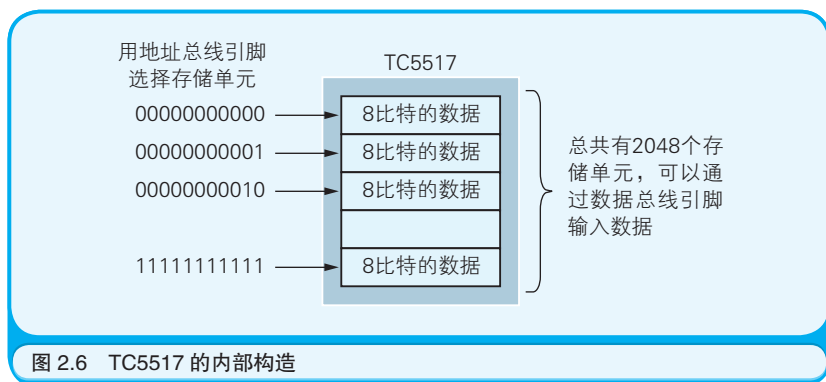 用地址总线引脚
选择存储单元
TC5517
00000000000
8比特的数据
00000000001
8比特的数据
00000000010
8比特的数据
11111111111
8比特的数据
总共有2048个存
储单元，可以通
过数据总线引脚
输入数据
图 2.6 TC5517 的内部构造